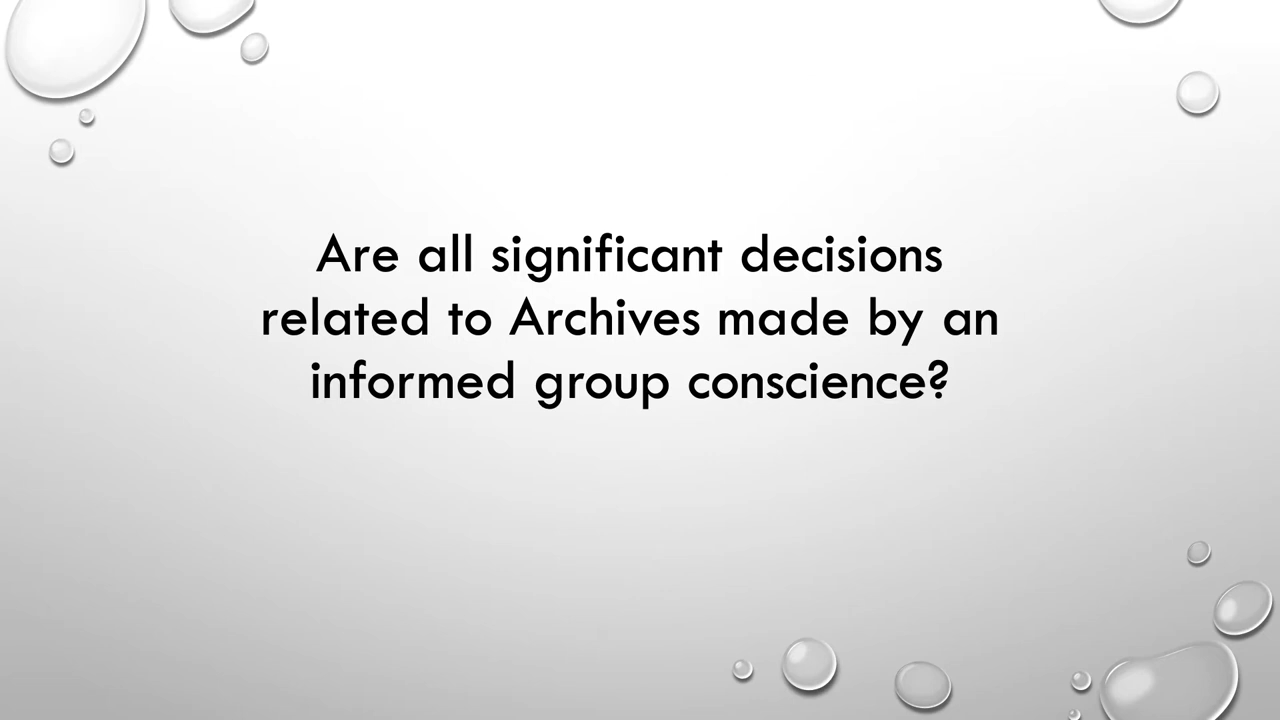 Are all significant decisions
related to Archives made by an
informed group conscience?